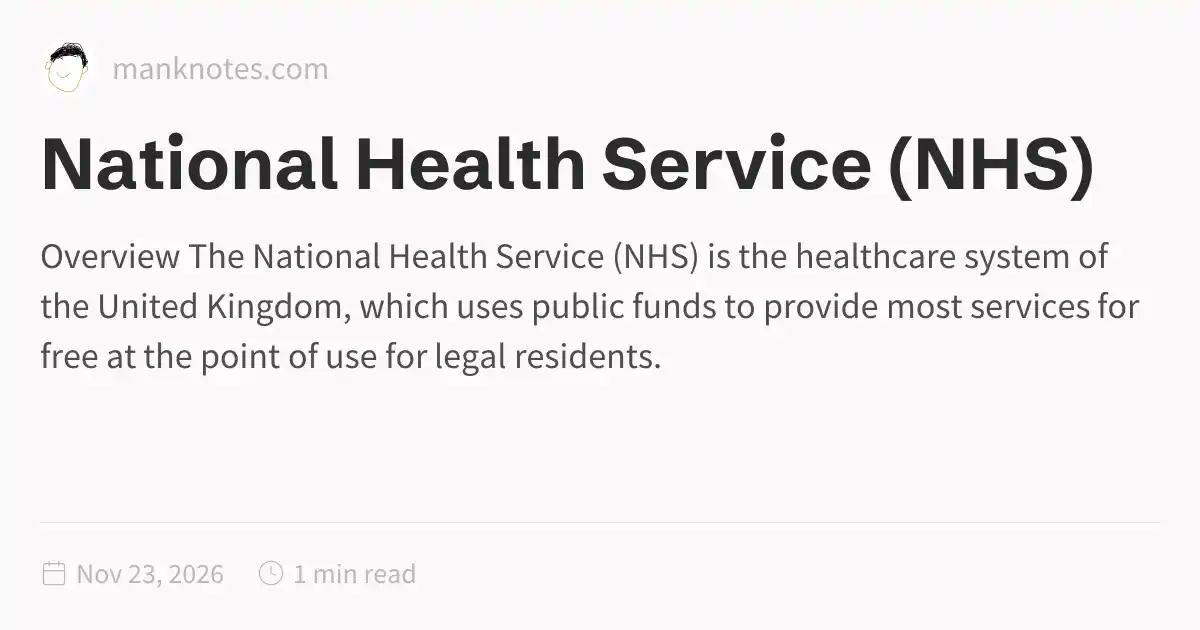 manknotes.com
National Health Service (NHS)
Overview The National Health Service (NHS) is the healthcare system of
the United Kingdom, which uses public funds to provide most services for
free at the point of use for legal residents.
Nov 23, 2026 1 min read